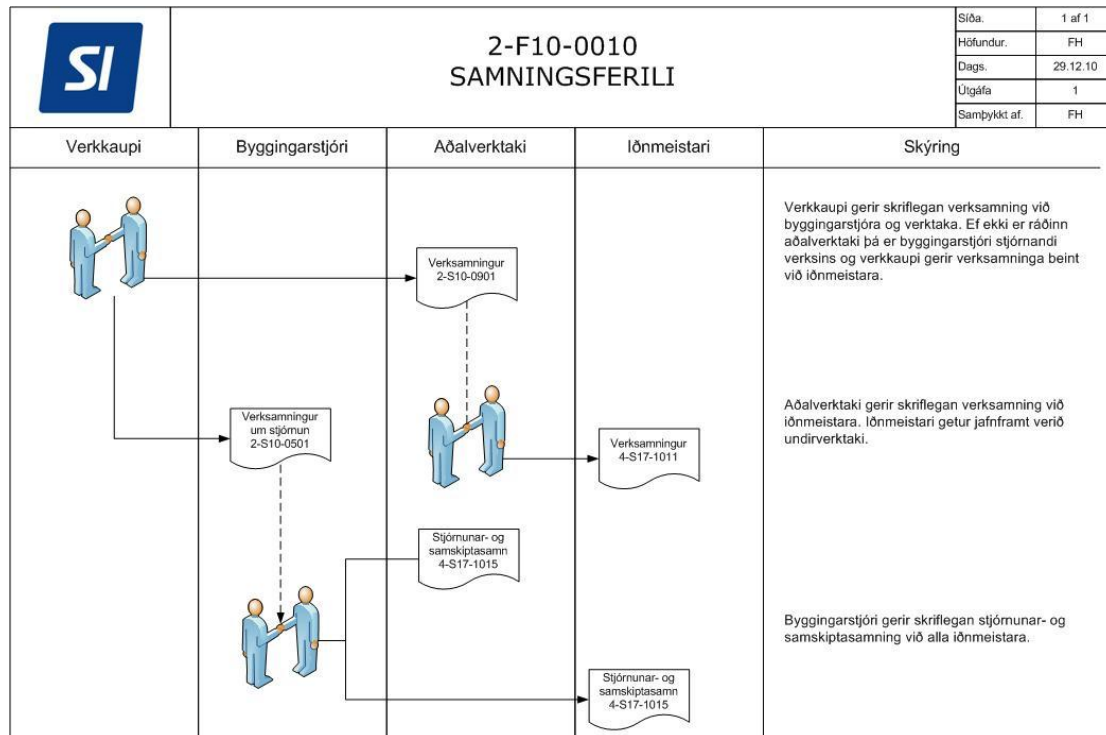 SI
2-F10-0010
SAMNINGSFERILI
Síða. 1 af 1
Höfundur. FH
Dags. 29.12.10
Útgáfa 1
Samþykkt af. FH
Verkkaupi
Byggingarstjóri
Aðalverktaki
Iðnmeistari
Skýring
Verkkaupi gerir skriflegan verksamning við
byggingarstjóra og verktaka. Ef ekki er ráðinn
aðalverktaki þá er byggingarstjóri stjórnandi
verksins og verkkaupi gerir verksamninga beint
við iðnmeistara.
Verksamningur
2-S10-0901
Verksamningur
um stjórnun
2-S10-0501
Verksamningur
4-S17-1011
Aðalverktaki gerir skriflegan verksamning við
iðnmeistara. Iðnmeistari getur jafnframt verið
undirverktaki.
Stjórnunar- og
samskiptasamn
4-S17-1015
Byggingarstjóri gerir skriflegan stjórnunar- og
samskiptasamning við alla iðnmeistara.
Stjórnunar- og
samskiptasamn
4-S17-1015